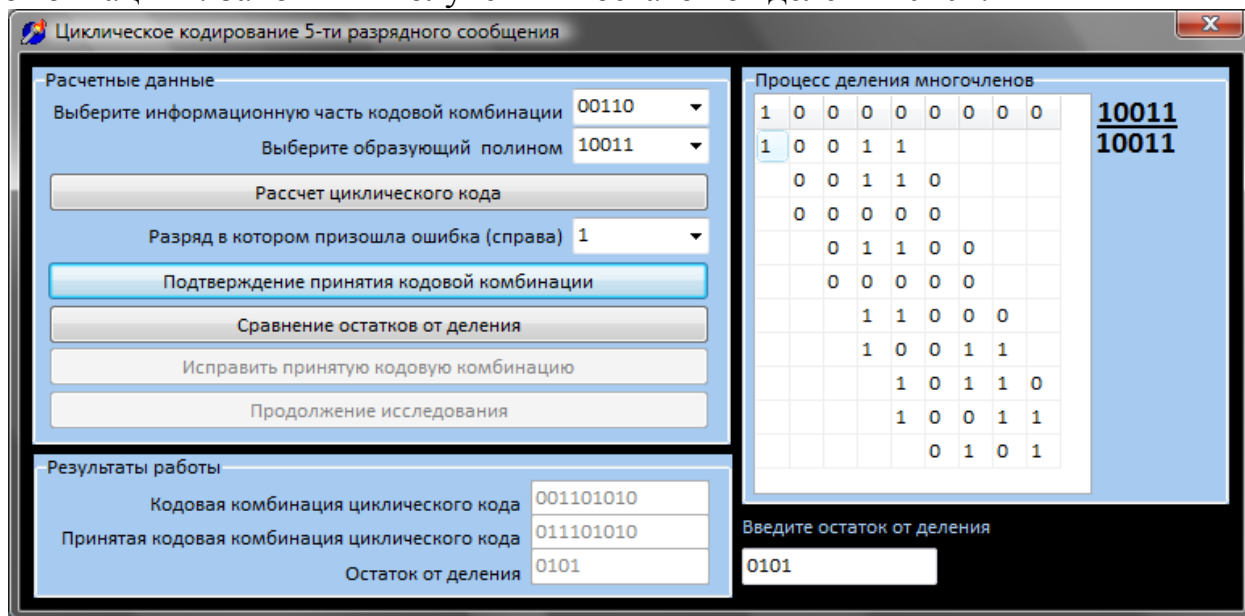 Циклическое кодирование 5-ти разрядного сообщения
Расчетные данные
Выберите информационную часть кодовой комбинации 00110
Выберите образующий полином 10011
Рассчет циклического кода
Разряд в котором призошла ошибка (справа) 1
Подтверждение принятия кодовой комбинации
Сравнение остатков от деления
Исправить принятую кодовую комбинацию
Продолжение исследования
Результаты работы
Кодовая комбинация циклического кода 001101010
Принятая кодовая комбинация циклического кода 011101010
Остаток от деления 0101
Процесс деления многочленов
1 0 0 0 0 0 0 0 0 10011
1 0 0 1 1 10011
0 0 1 1 0
0 0 0 0 0
0 1 1 0 0
0 0 0 0 0
1 1 0 0 0
1 0 0 1 1
1 0 1 1 0
1 0 0 1 1
0 1 0 1
Введите остаток от деления
0101